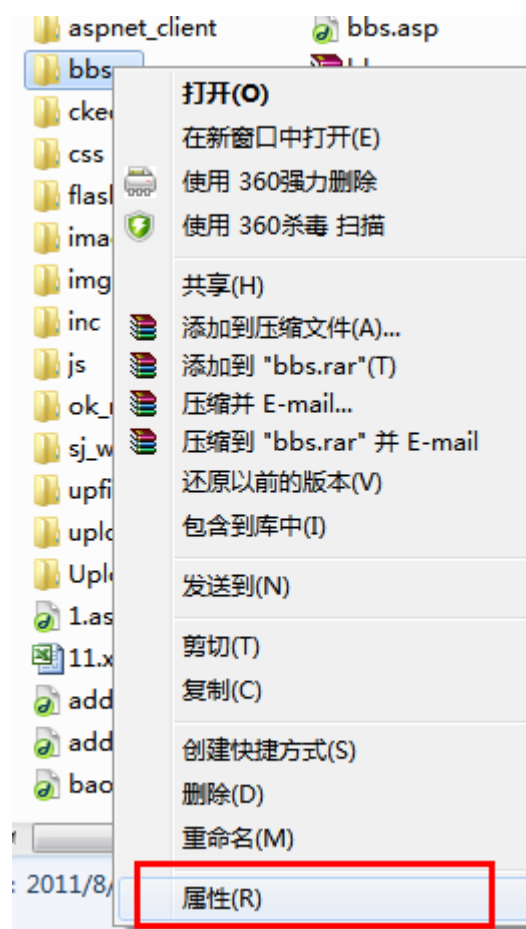 aspnet_client
bbs.asp
bbs
打开(O)
在新窗口中打开(E)
css
使用 360强力删除
使用 360杀毒 扫描
img
共享(H)
inc
添加到压缩文件(A)...
js
添加到 "bbs.rar"(T)
压缩并 E-mail...
压缩到 "bbs.rar" 并 E-mail
还原以前的版本(V)
包含到库中(I)
发送到(N)
剪切(T)
复制(C)
创建快捷方式(S)
删除(D)
重命名(M)
2011/8/
属性(R)